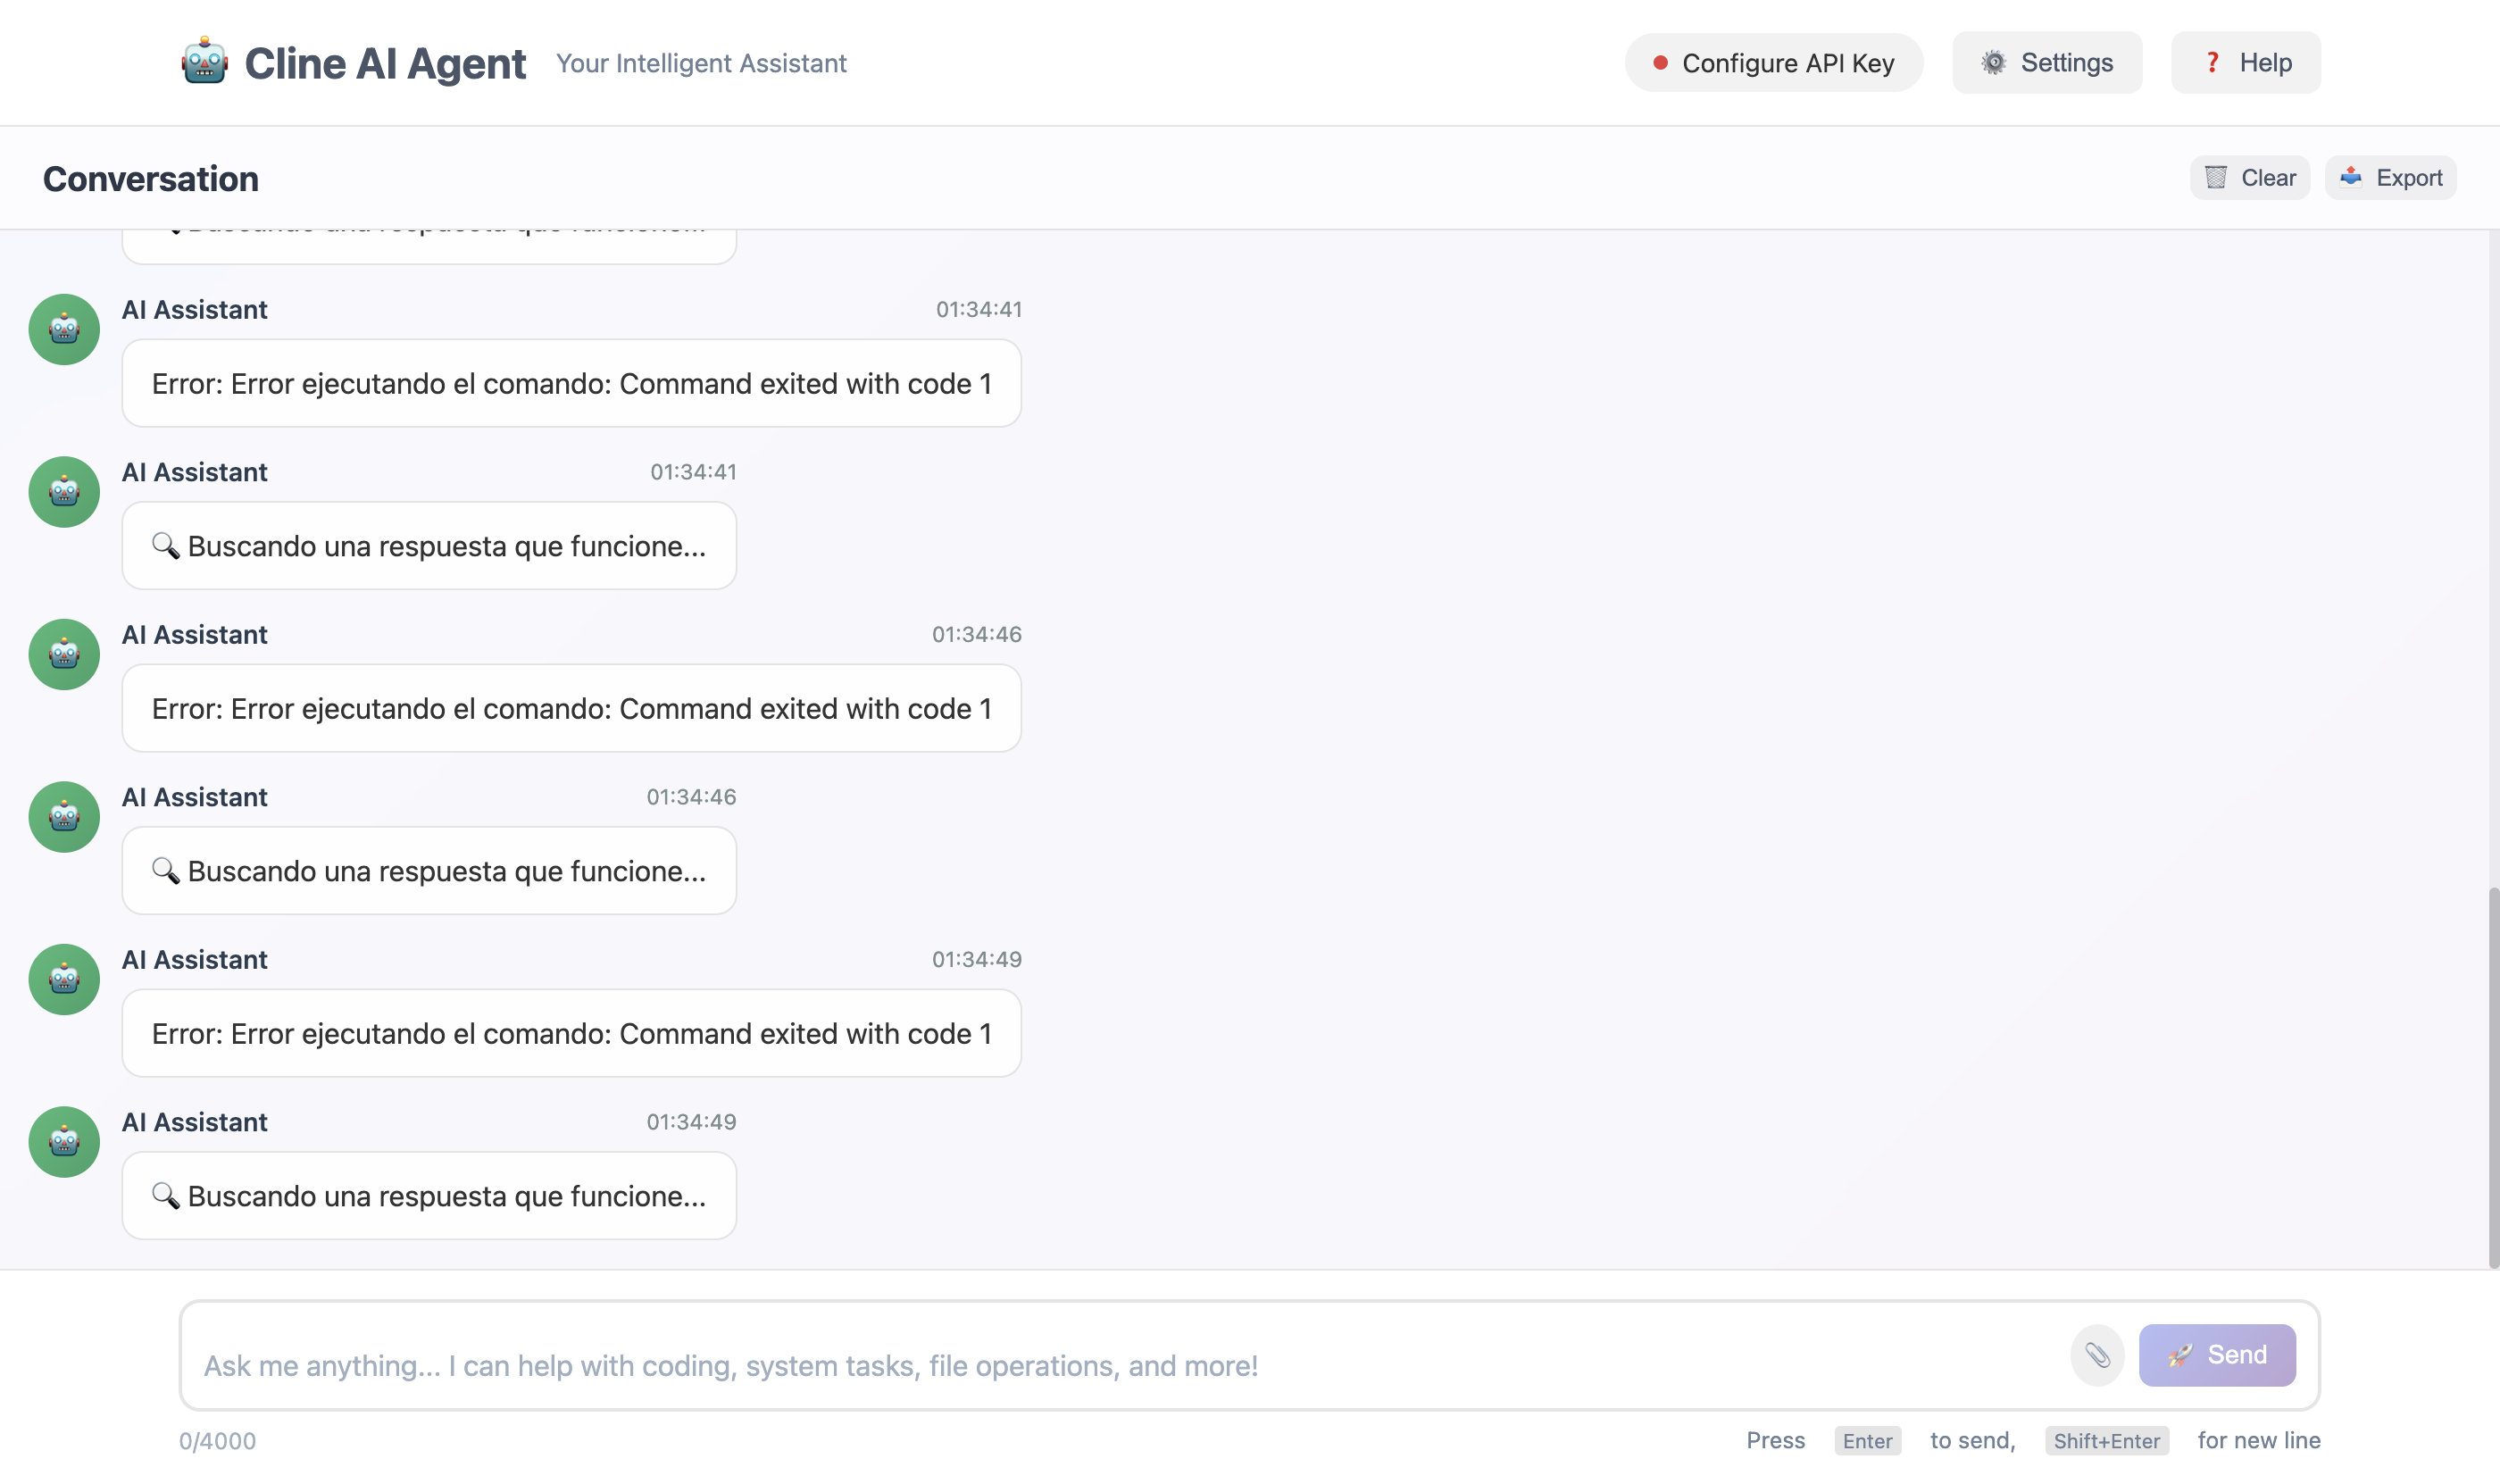 Cline AI Agent
Your Intelligent Assistant
Configure API Key
Settings
Help
Conversation
Clear
Export
Buscando una respuesta que funcione...
AI Assistant
01:34:41
Error: Error ejecutando el comando: Command exited with code 1
AI Assistant
01:34:41
Buscando una respuesta que funcione...
AI Assistant
01:34:46
Error: Error ejecutando el comando: Command exited with code 1
AI Assistant
01:34:46
Buscando una respuesta que funcione...
AI Assistant
01:34:49
Error: Error ejecutando el comando: Command exited with code 1
AI Assistant
01:34:49
Buscando una respuesta que funcione...
Ask me anything... I can help with coding, system tasks, file operations, and more!
Send
0/4000
Press Enter to send, Shift+Enter for new line